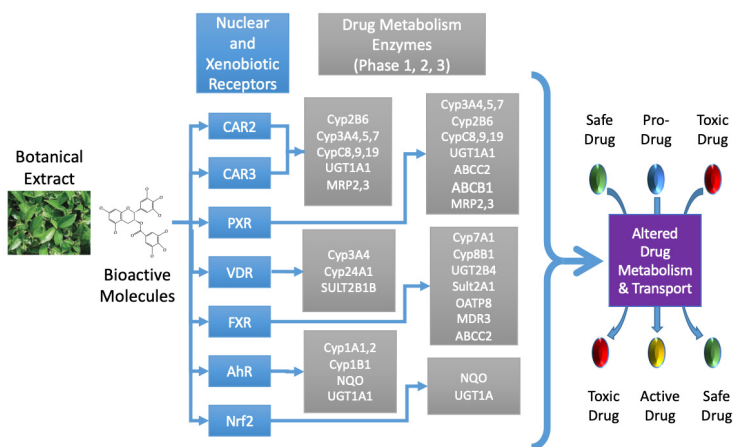 Nuclear
and
Xenobiotic
Receptors
Drug Metabolism
Enzymes
(Phase 1, 2, 3)
Botanical
Extract
Bioactive
Molecules
CAR2
CAR3
PXR
VDR
FXR
AhR
Nrf2
Cyp2B6
Cyp3A4,5,7
CypC8,9,19
UGT1A1
MRP2,3
Cyp3A4,5,7
Cyp2B6
CypC8,9,19
UGT1A1
ABCC2
ABCB1
MRP2,3
Cyp3A4
Cyp24A1
SULT2B1B
Cyp7A1
Cyp8B1
UGT2B4
Sult2A1
OATP8
MDR3
ABCC2
Cyp1A1,2
Cyp1B1
NQO
UGT1A1
NQO
UGT1A
Safe
Drug
Pro-
Drug
Toxic
Drug
Altered
Drug
Metabolism
& Transport
Toxic
Drug
Active
Drug
Safe
Drug